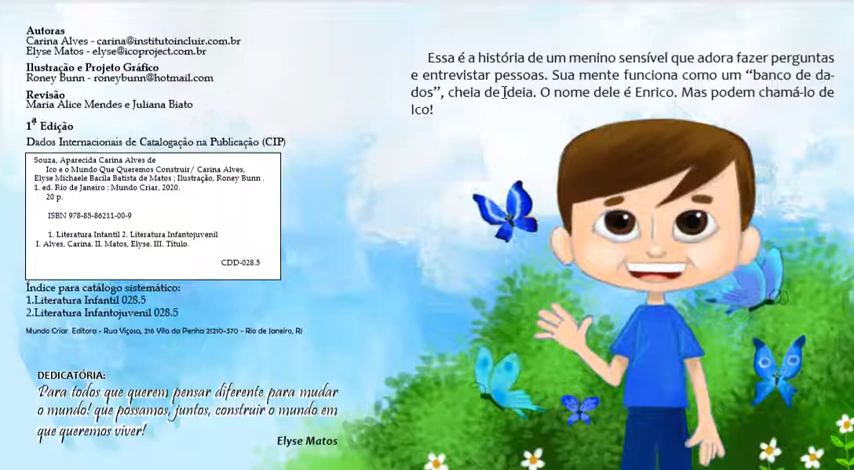 Autoras
Carina Alves - carina@institutoincluir.com.br
Elyse Matos - elyse@icoproject.com.br
Ilustração e Projeto Gráfico
Roney Bunn - roneybunn@hotmail.com
Revisão
Maria Alice Mendes e Juliana Biato
1ª Edição
Dados Internacionais de Catalogação na Publicação (CIP)
Souza, Aparecida Carina Alves de
Ico e o Mundo Que Queremos Construir/ Carina Alves,
Elyse Michaele Bacila Batista de Matos ; Ilustração, Roney Bunn .
1. ed. Rio de Janeiro : Mundo Criar, 2020.
20 p.
ISBN 978-85-86211-00-9
1. Literatura Intantil 2. Literatura Infantojuvenil
I. Alves, Carina, II. Matos, Elyse. III. Título.
CDD-028.5
Índice para catálogo sistemático:
1.Literatura Infantil 028.5
2.Literatura Infantojuvenil 028.5
Mundo Criar Editora - Rua Viçosa, 216 Vila da Penha 21210-370 - Rio de Janeiro, RJ
DEDICATÓRIA:
Para todos que querem pensar diferente para mudar
o mundo! que possamos, juntos, construir o mundo em
que queremos viver!
Elyse Matos
Essa é a história de um menino sensível que adora fazer perguntas
e entrevistar pessoas. Sua mente funciona como um “banco de da-
dos”, cheia de ideia. O nome dele é Enrico. Mas podem chamá-lo de
Ico!